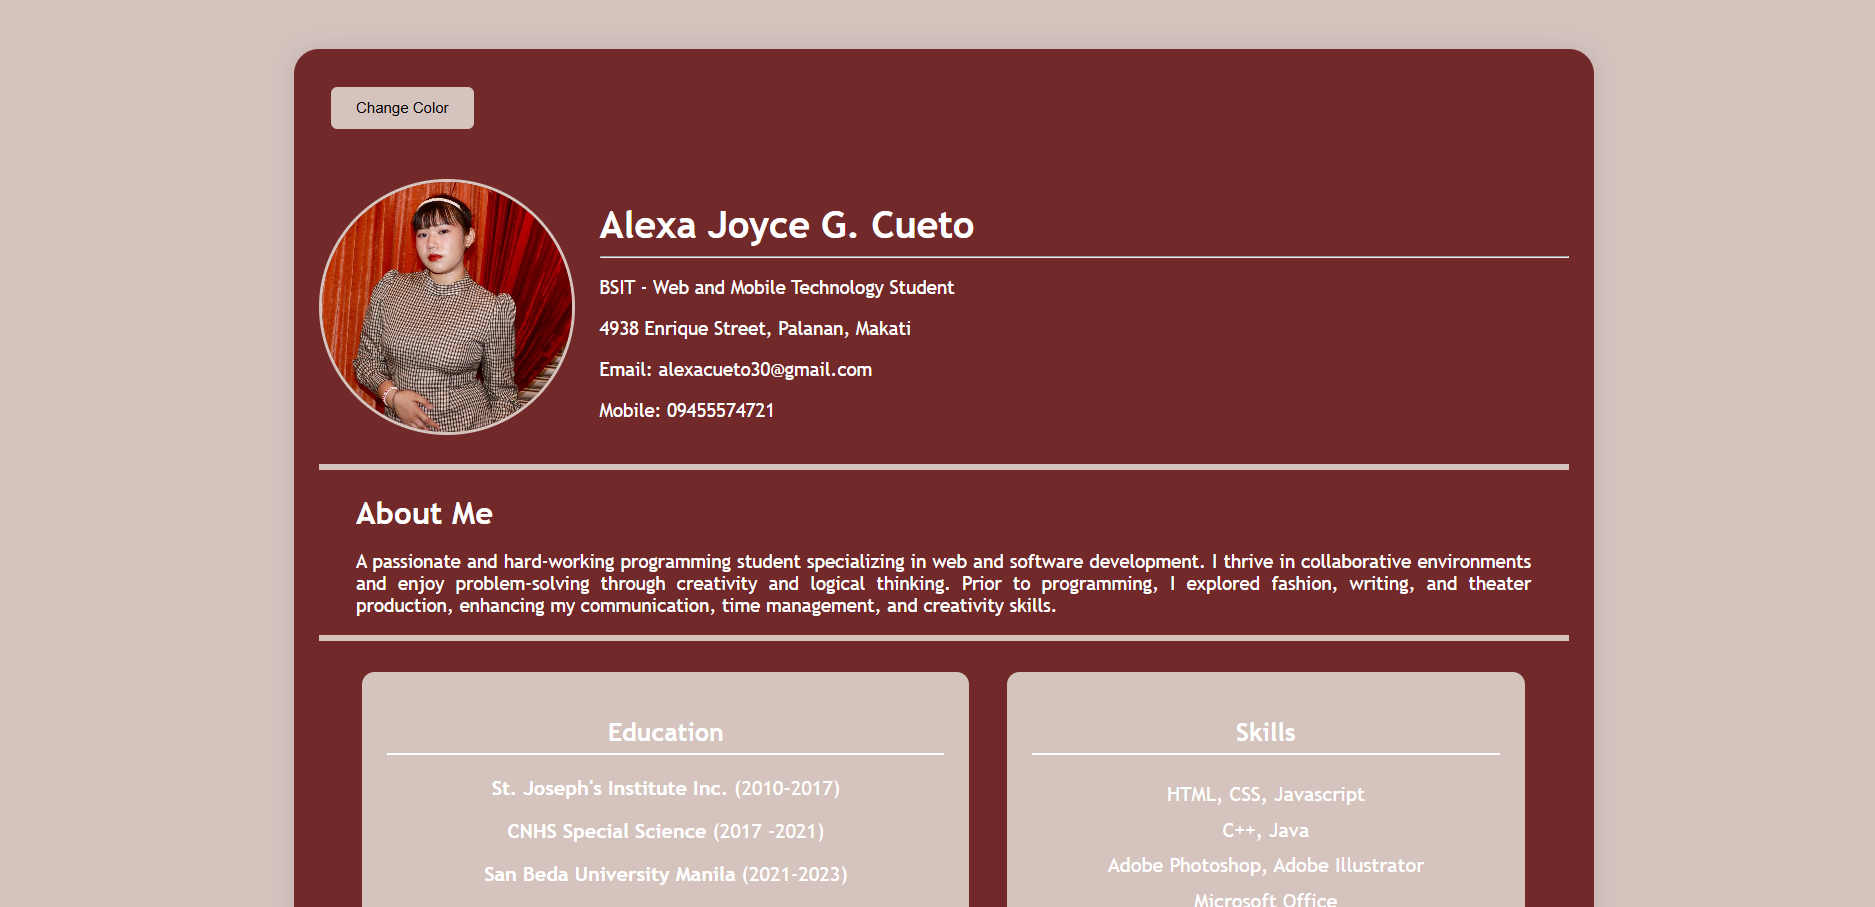 Change Color
Alexa Joyce G. Cueto
BSIT - Web and Mobile Technology Student
4938 Enrique Street, Palanan, Makati
Email: alexacueto30@gmail.com
Mobile: 09455574721
About Me
A passionate and hard-working programming student specializing in web and software development. I thrive in collaborative environments
and enjoy problem-solving through creativity and logical thinking. Prior to programming, I explored fashion, writing, and theater
production, enhancing my communication, time management, and creativity skills.
Education
St. Joseph's Institute Inc. (2010-2017)
CNHS Special Science (2017 -2021)
San Beda University Manila (2021-2023)
Skills
HTML, CSS, Javascript
C++, Java
Adobe Photoshop, Adobe Illustrator
Microsoft Office